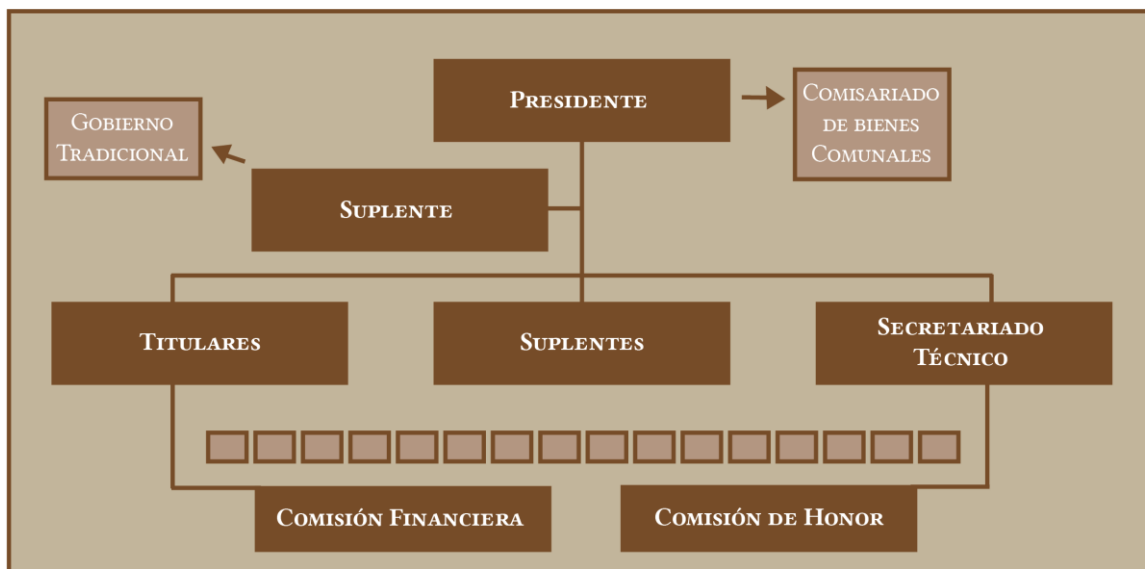 Presidente
Comisariado
de bienes
Comunales
Gobierno
Tradicional
Suplente
Titulares
Suplentes
Secretariado
Técnico
Comisión Financiera
Comisión de Honor